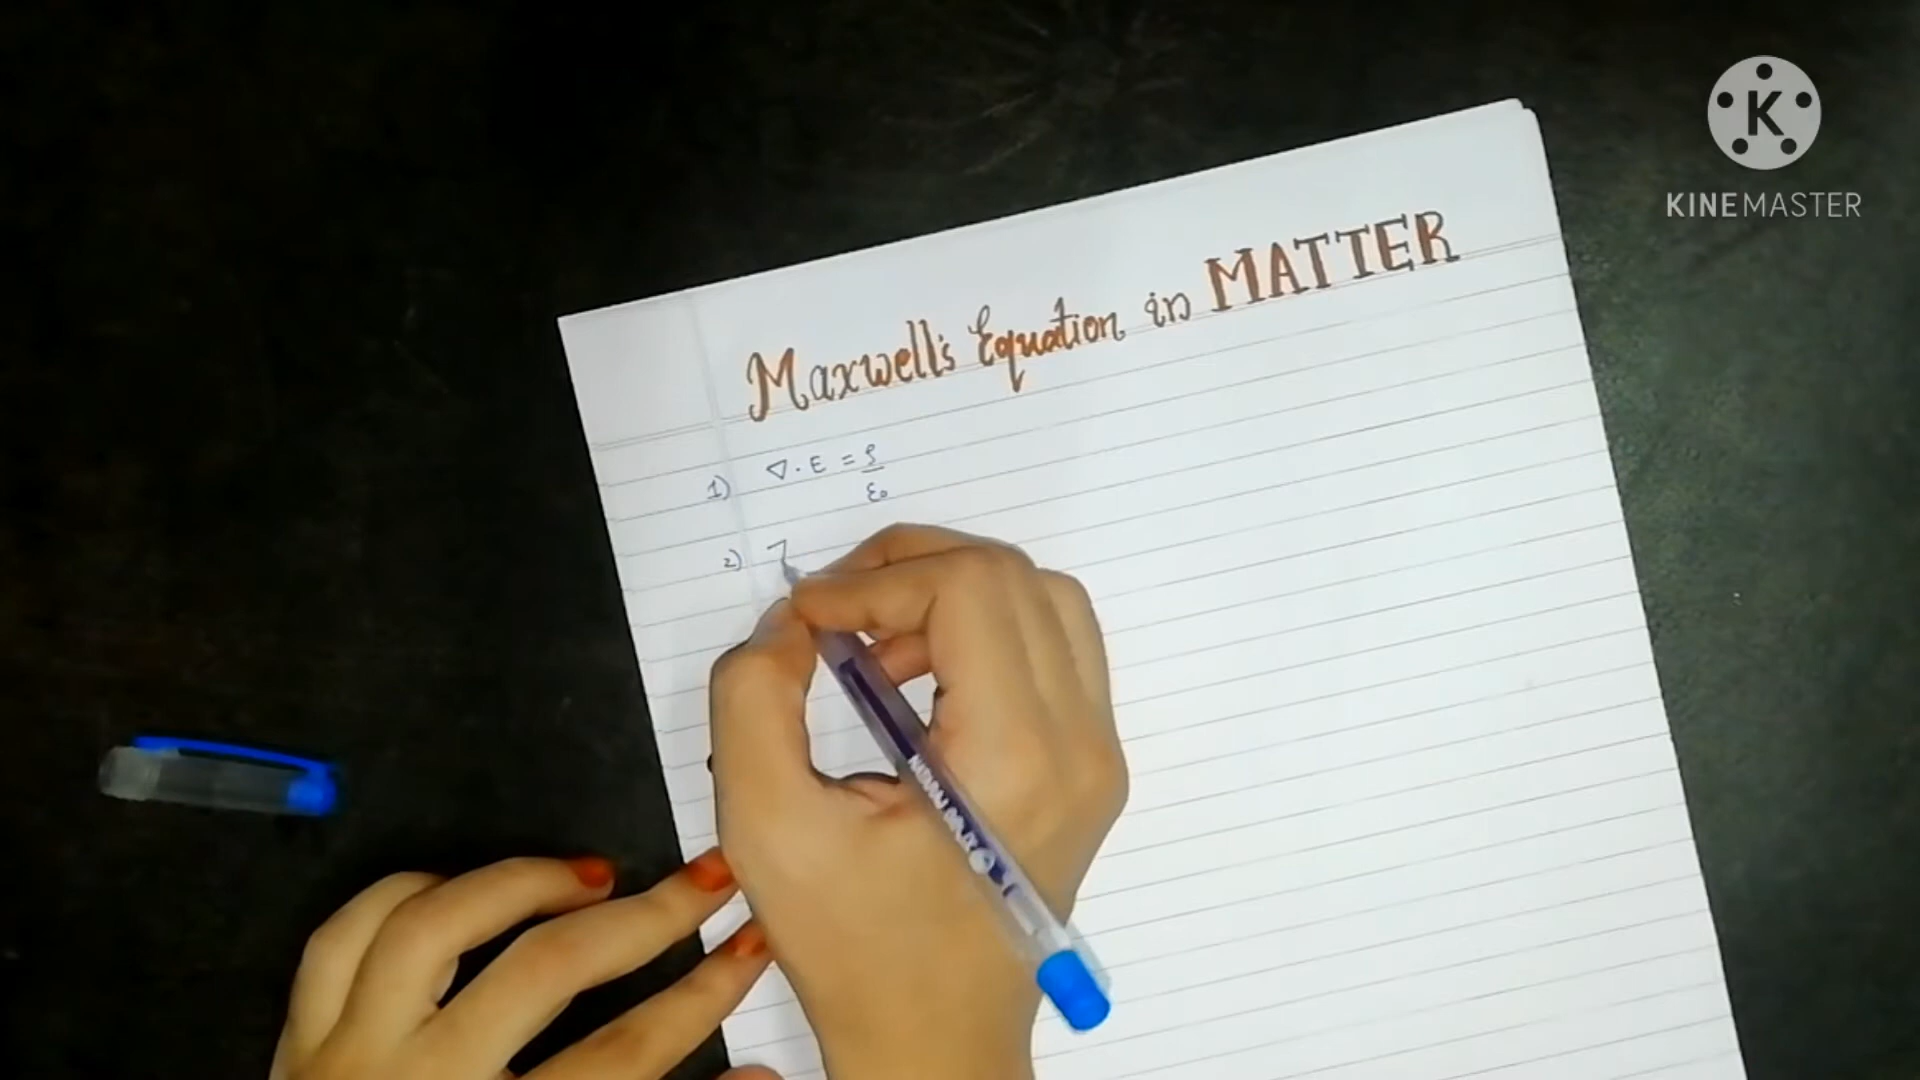 Maxwell's Equation in MATTER
1) ∇·E = ρ/ε₀
2)
KINEMASTER